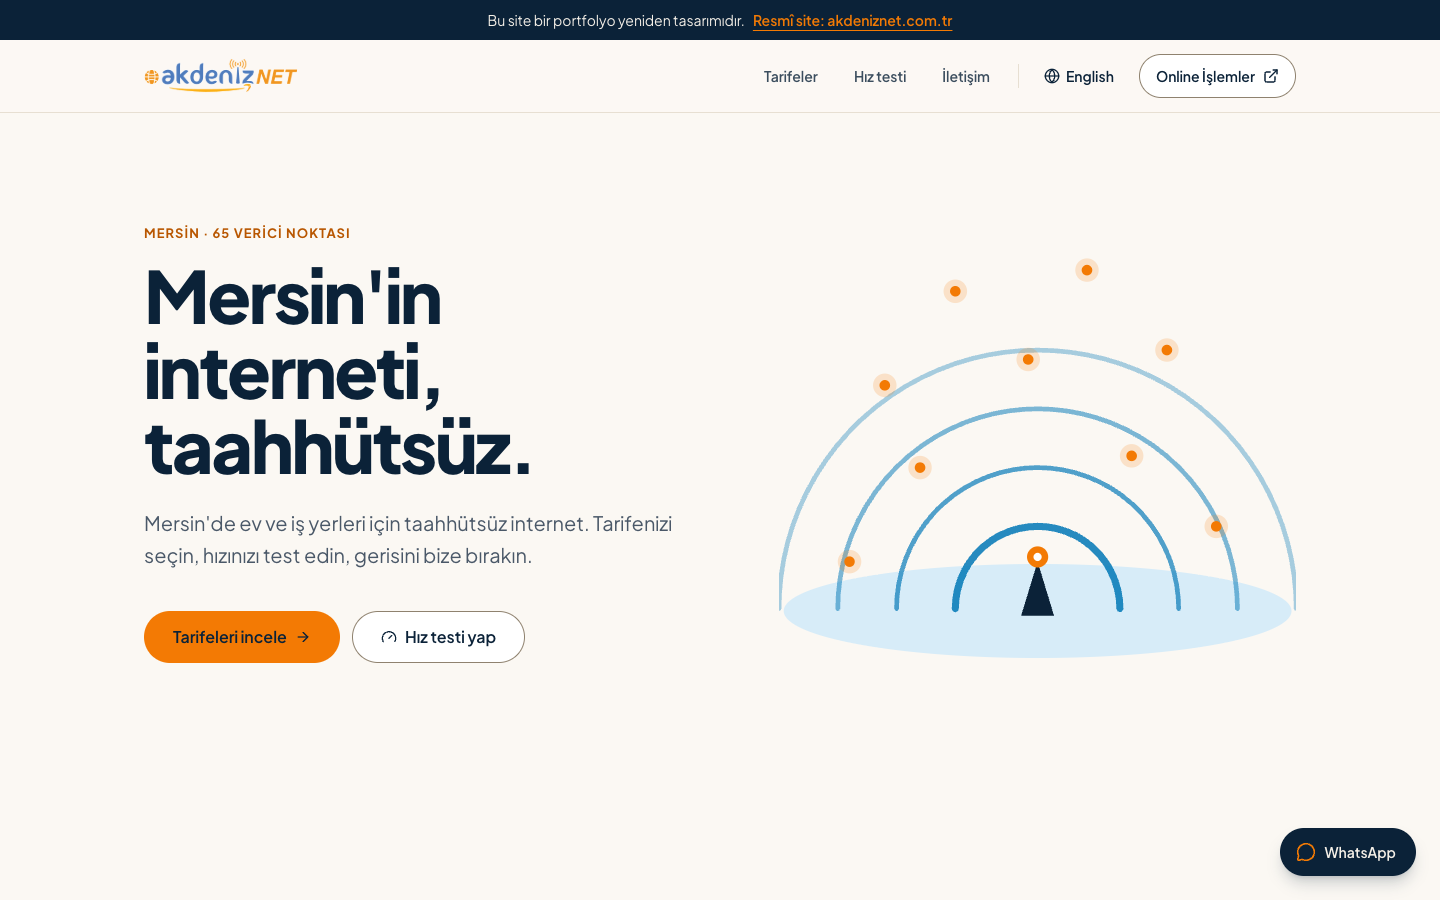 Bu site bir portfolyo yeniden tasarımıdır. Resmî site: akdeniznet.com.tr
akdeniz NET
Tarifeler
Hız testi
İletişim
English
Online İşlemler
MERSİN · 65 VERİCİ NOKTASI
Mersin'in
interneti,
taahhütsüz.
Mersin'de ev ve iş yerleri için taahhütsüz internet. Tarifenizi
seçin, hızınızı test edin, gerisini bize bırakın.
Tarifeleri incele
Hız testi yap
WhatsApp